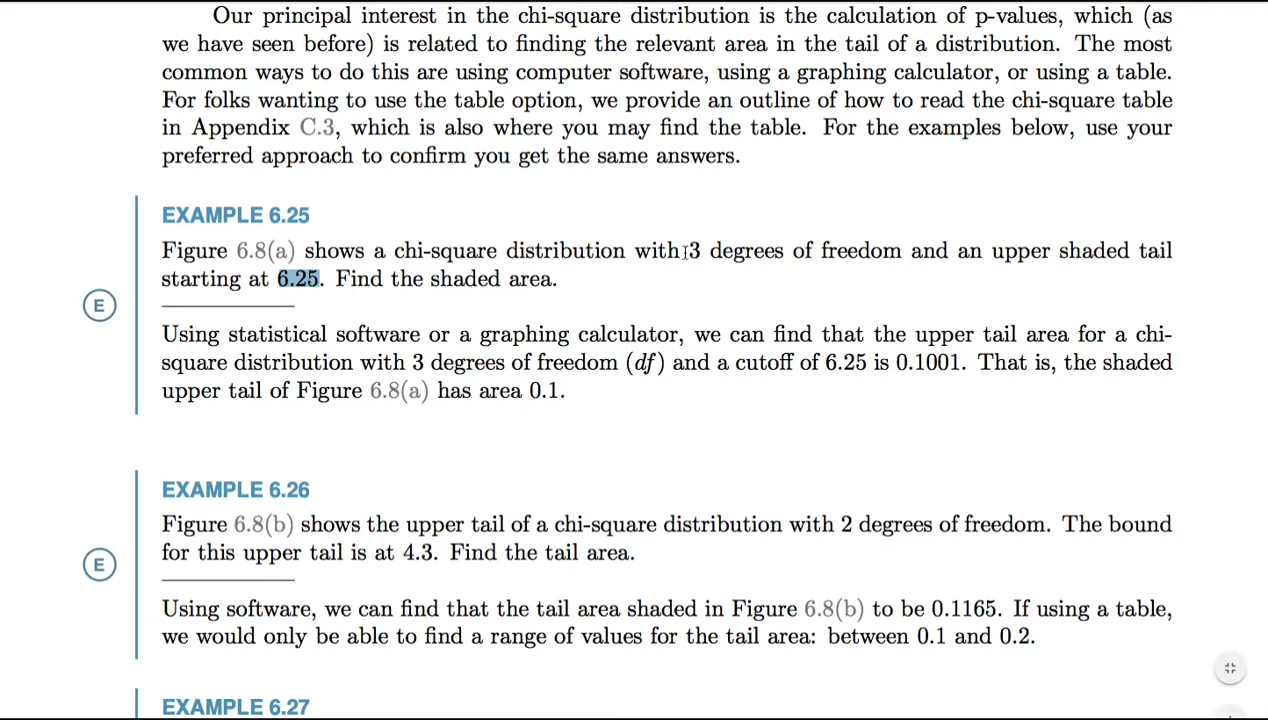 Our principal interest in the chi-square distribution is the calculation of p-values, which (as
we have seen before) is related to finding the relevant area in the tail of a distribution. The most
common ways to do this are using computer software, using a graphing calculator, or using a table.
For folks wanting to use the table option, we provide an outline of how to read the chi-square table
in Appendix C.3, which is also where you may find the table. For the examples below, use your
preferred approach to confirm you get the same answers.
EXAMPLE 6.25
Figure 6.8(a) shows a chi-square distribution with 3 degrees of freedom and an upper shaded tail
starting at 6.25. Find the shaded area.
E
Using statistical software or a graphing calculator, we can find that the upper tail area for a chi-
square distribution with 3 degrees of freedom (df) and a cutoff of 6.25 is 0.1001. That is, the shaded
upper tail of Figure 6.8(a) has area 0.1.
EXAMPLE 6.26
Figure 6.8(b) shows the upper tail of a chi-square distribution with 2 degrees of freedom. The bound
for this upper tail is at 4.3. Find the tail area.
E
Using software, we can find that the tail area shaded in Figure 6.8(b) to be 0.1165. If using a table,
we would only be able to find a range of values for the tail area: between 0.1 and 0.2.
EXAMPLE 6.27